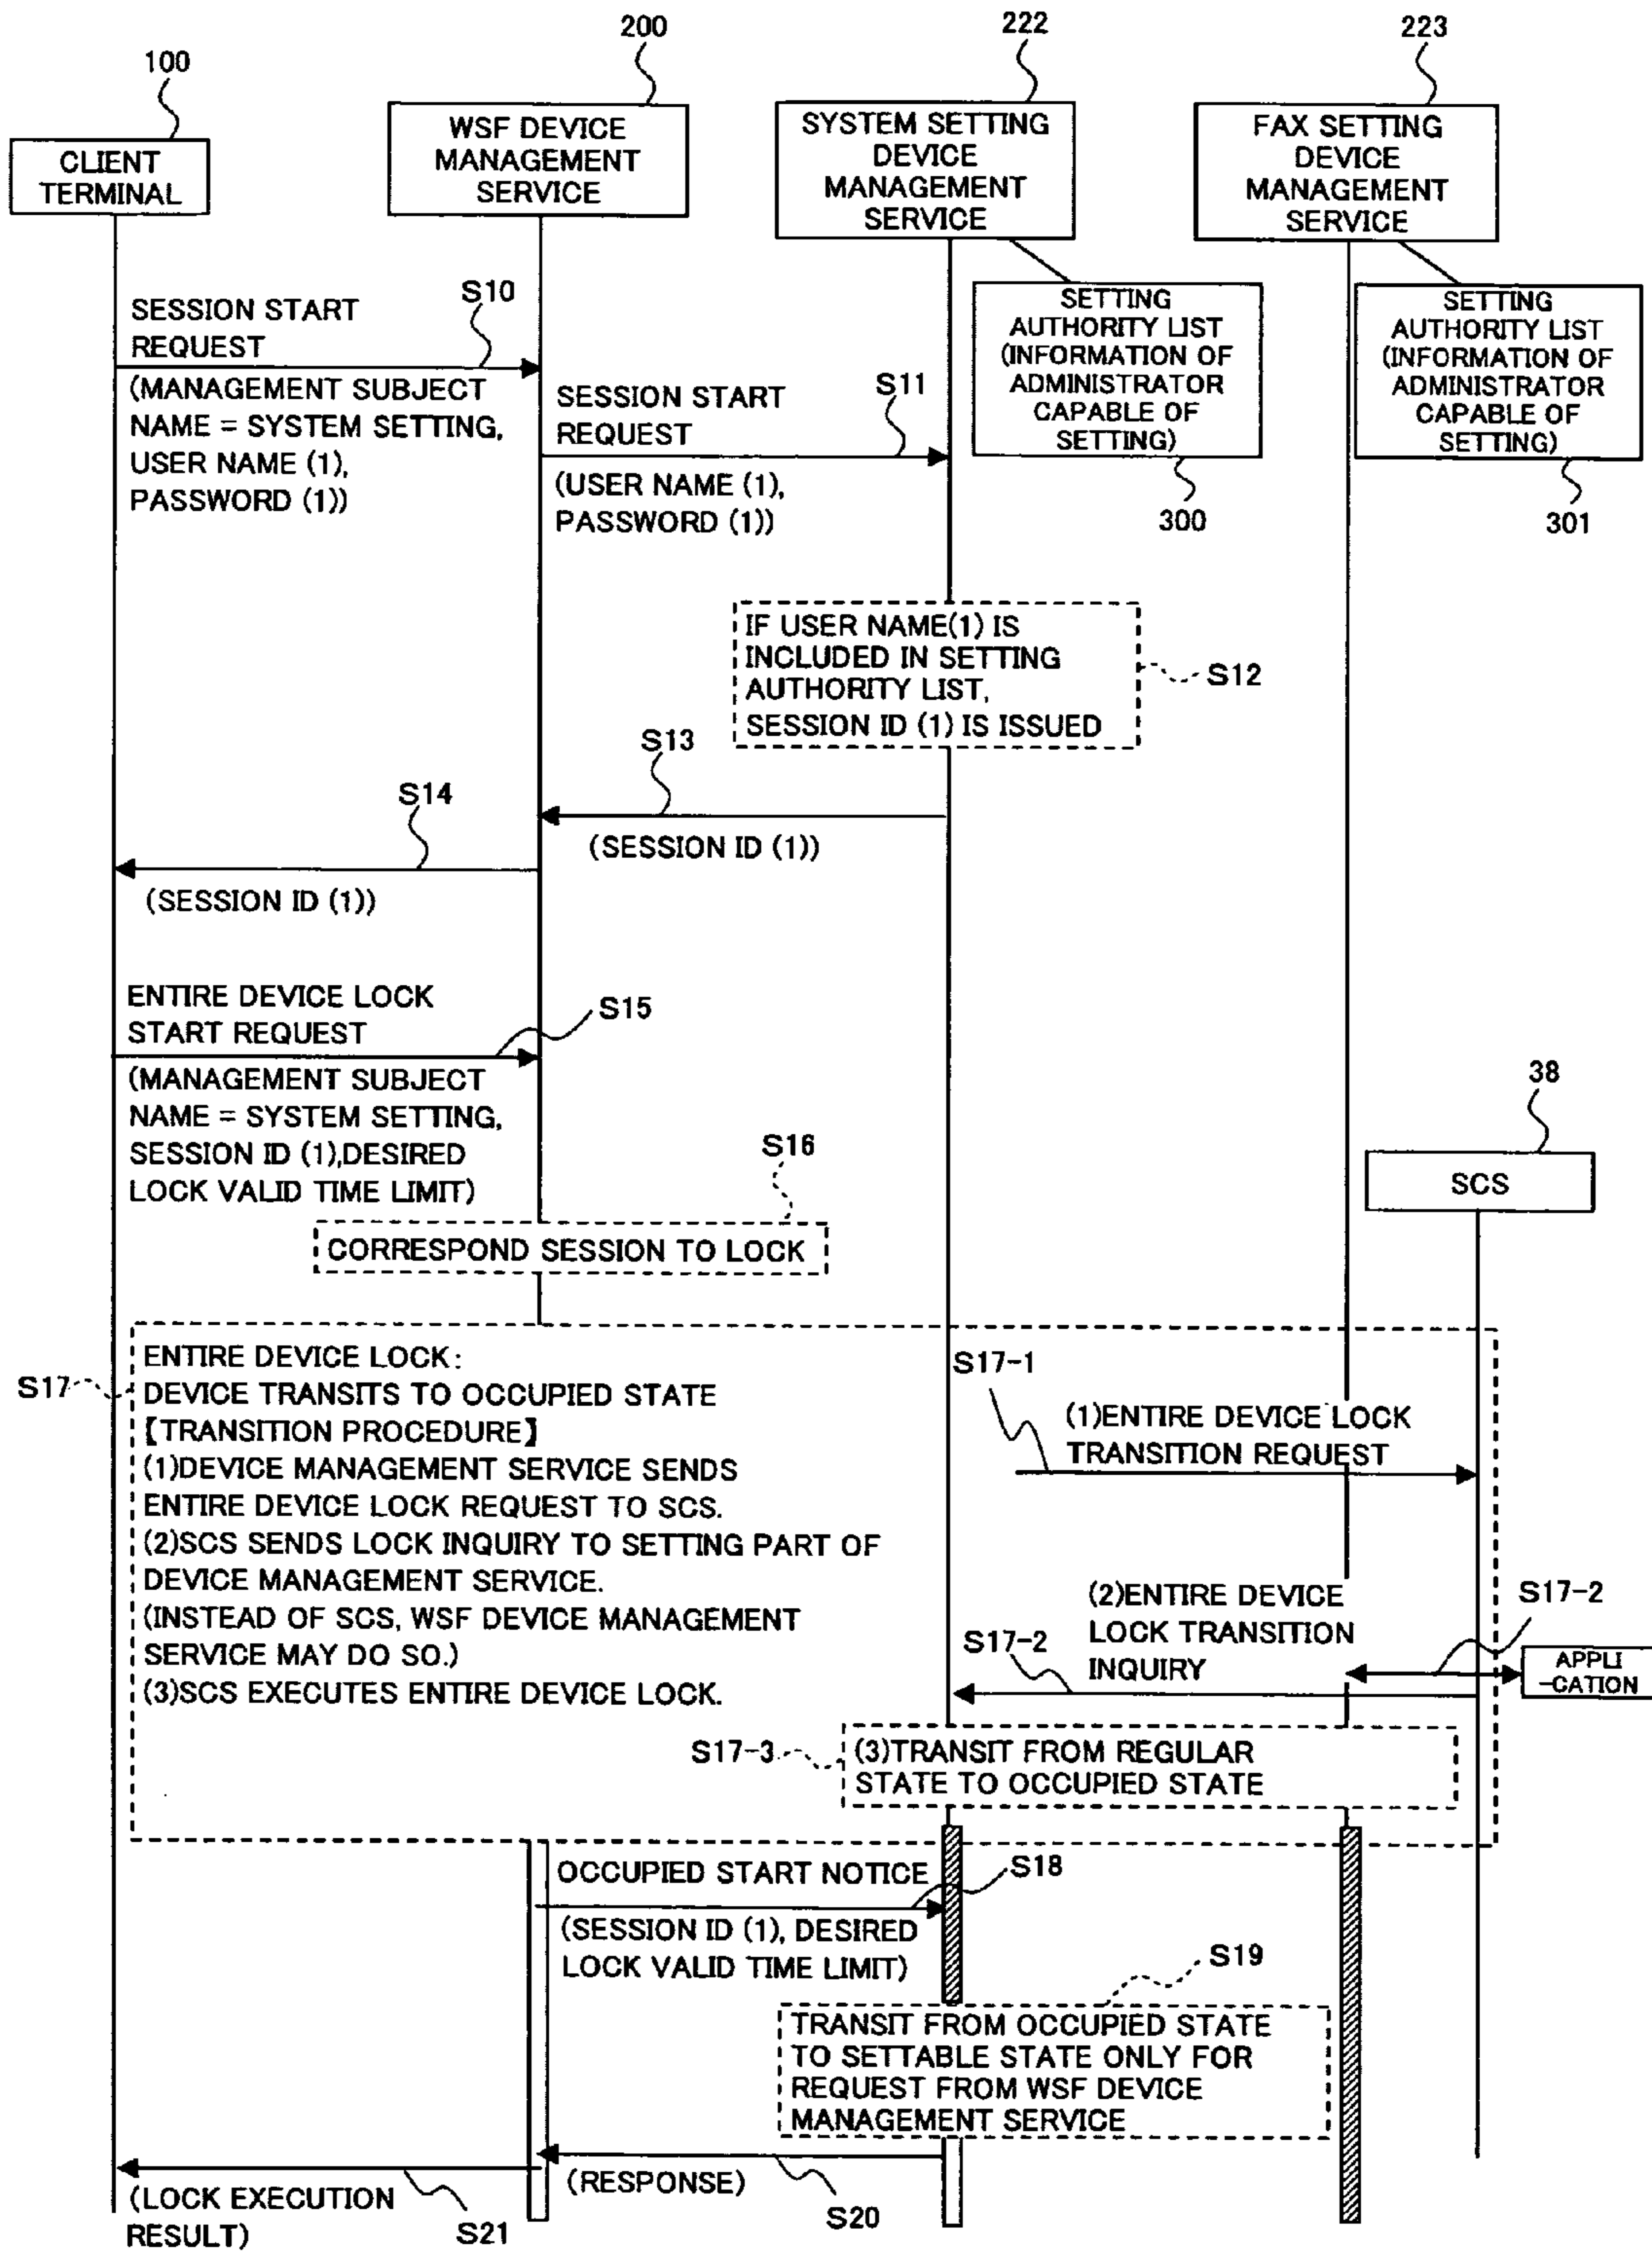 100
200
222
223
CLIENT
TERMINAL
WSF DEVICE
MANAGEMENT
SERVICE
SYSTEM SETTING
DEVICE
MANAGEMENT
SERVICE
FAX SETTING
DEVICE
MANAGEMENT
SERVICE
SETTING
AUTHORITY LIST
(INFORMATION OF
ADMINISTRATOR
CAPABLE OF
SETTING)
300
SETTING
AUTHORITY LIST
(INFORMATION OF
ADMINISTRATOR
CAPABLE OF
SETTING)
301
SESSION START
REQUEST
S10
(MANAGEMENT SUBJECT
NAME = SYSTEM SETTING,
USER NAME (1),
PASSWORD (1))
SESSION START
REQUEST
S11
(USER NAME (1),
PASSWORD (1))
IF USER NAME(1) IS
INCLUDED IN SETTING
AUTHORITY LIST,
SESSION ID (1) IS ISSUED
S12
S13
(SESSION ID (1))
S14
(SESSION ID (1))
ENTIRE DEVICE LOCK
START REQUEST
S15
(MANAGEMENT SUBJECT
NAME = SYSTEM SETTING,
SESSION ID (1),DESIRED
LOCK VALID TIME LIMIT)
S16
CORRESPOND SESSION TO LOCK
38
SCS
S17
ENTIRE DEVICE LOCK:
DEVICE TRANSITS TO OCCUPIED STATE
【TRANSITION PROCEDURE】
(1)DEVICE MANAGEMENT SERVICE SENDS
ENTIRE DEVICE LOCK REQUEST TO SCS.
(2)SCS SENDS LOCK INQUIRY TO SETTING PART OF
DEVICE MANAGEMENT SERVICE.
(INSTEAD OF SCS, WSF DEVICE MANAGEMENT
SERVICE MAY DO SO.)
(3)SCS EXECUTES ENTIRE DEVICE LOCK.
S17-1
(1)ENTIRE DEVICE LOCK
TRANSITION REQUEST
(2)ENTIRE DEVICE
LOCK TRANSITION
INQUIRY
S17-2
S17-2
APPLI
-CATION
S17-3
(3)TRANSIT FROM REGULAR
STATE TO OCCUPIED STATE
OCCUPIED START NOTICE
S18
(SESSION ID (1), DESIRED
LOCK VALID TIME LIMIT)
S19
TRANSIT FROM OCCUPIED STATE
TO SETTABLE STATE ONLY FOR
REQUEST FROM WSF DEVICE
MANAGEMENT SERVICE
(RESPONSE)
S20
(LOCK EXECUTION
RESULT)
S21